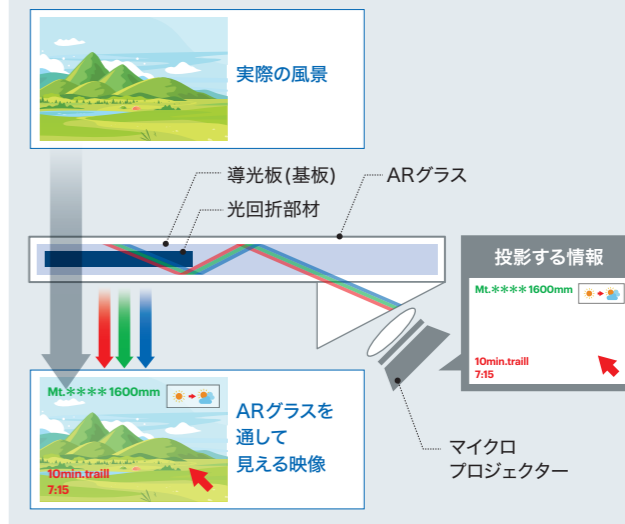 実際の風景
導光板(基板)
ARグラス
光回折部材
投影する情報
Mt.＊＊＊＊1600mm
10min.traill
7:15
Mt.＊＊＊＊1600mm
10min.traill
7:15
ARグラスを
通して
見える映像
マイクロ
プロジェクター